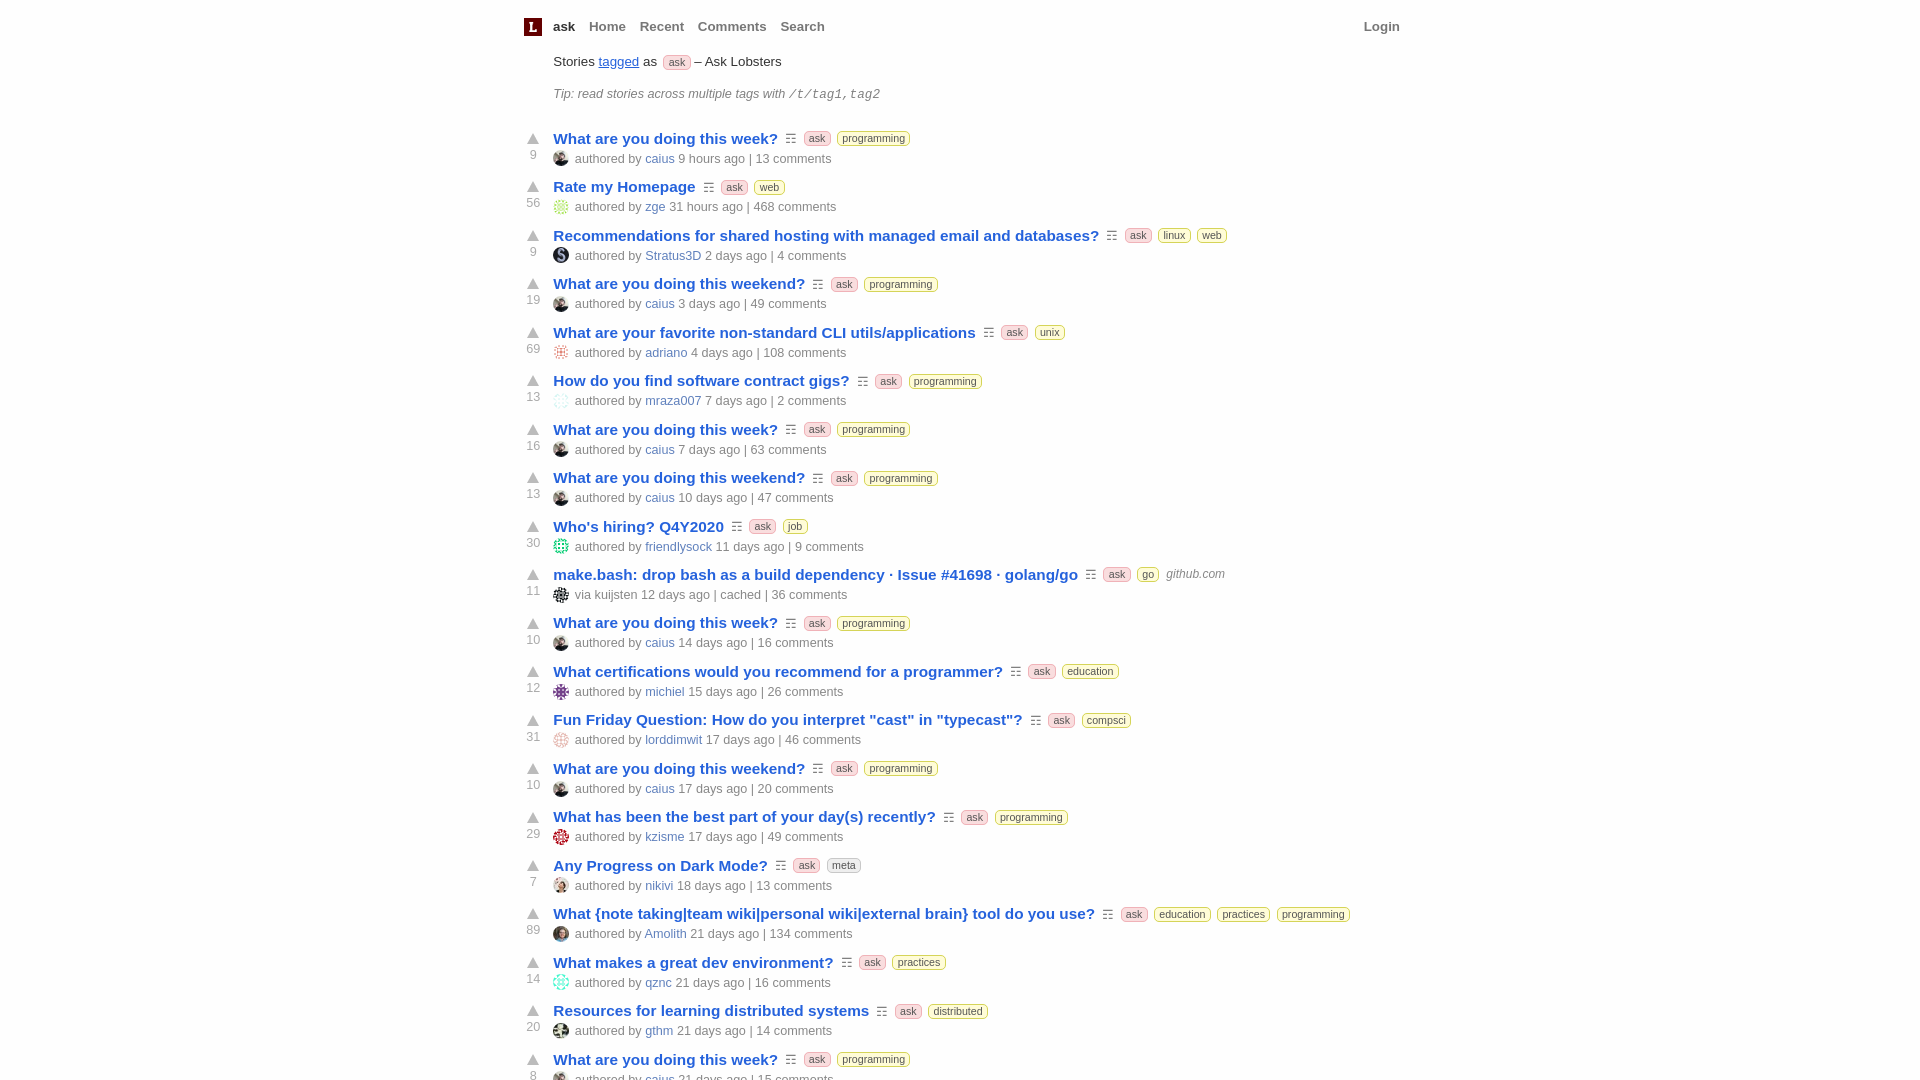 L ask Home Recent Comments Search Login
Stories tagged as ask – Ask Lobsters
Tip: read stories across multiple tags with /t/tag1,tag2
What are you doing this week? ask programming
9 authored by caius 9 hours ago | 13 comments
Rate my Homepage ask web
56 authored by zge 31 hours ago | 468 comments
Recommendations for shared hosting with managed email and databases? ask linux web
9 authored by Stratus3D 2 days ago | 4 comments
What are you doing this weekend? ask programming
19 authored by caius 3 days ago | 49 comments
What are your favorite non-standard CLI utils/applications ask unix
69 authored by adriano 4 days ago | 108 comments
How do you find software contract gigs? ask programming
13 authored by mraza007 7 days ago | 2 comments
What are you doing this week? ask programming
16 authored by caius 7 days ago | 63 comments
What are you doing this weekend? ask programming
13 authored by caius 10 days ago | 47 comments
Who's hiring? Q4Y2020 ask job
30 authored by friendlysock 11 days ago | 9 comments
make.bash: drop bash as a build dependency · Issue #41698 · golang/go ask go github.com
11 via kuijsten 12 days ago | cached | 36 comments
What are you doing this week? ask programming
10 authored by caius 14 days ago | 16 comments
What certifications would you recommend for a programmer? ask education
12 authored by michiel 15 days ago | 26 comments
Fun Friday Question: How do you interpret "cast" in "typecast"? ask compsci
31 authored by lorddimwit 17 days ago | 46 comments
What are you doing this weekend? ask programming
10 authored by caius 17 days ago | 20 comments
What has been the best part of your day(s) recently? ask programming
29 authored by kzisme 17 days ago | 49 comments
Any Progress on Dark Mode? ask meta
7 authored by nikivi 18 days ago | 13 comments
What {note taking|team wiki|personal wiki|external brain} tool do you use? ask education practices programming
89 authored by Amolith 21 days ago | 134 comments
What makes a great dev environment? ask practices
14 authored by qznc 21 days ago | 16 comments
Resources for learning distributed systems ask distributed
20 authored by gthm 21 days ago | 14 comments
What are you doing this week? ask programming
8 authored by caius 21 days ago | 15 comments